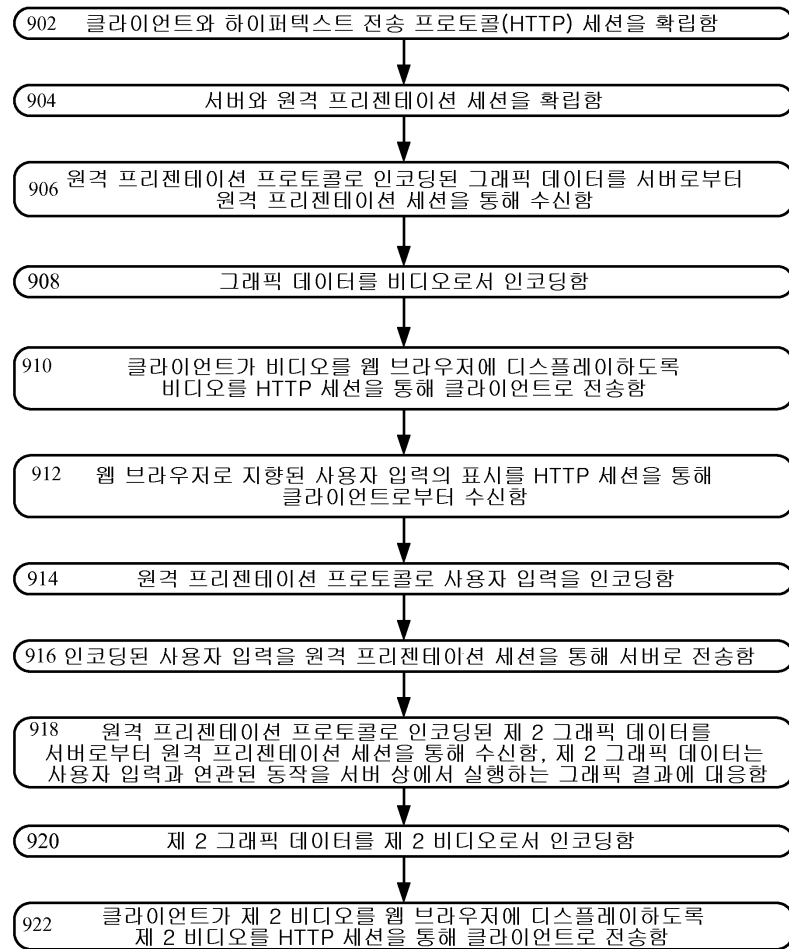 902 클라이언트와 하이퍼텍스트 전송 프로토콜(HTTP) 세션을 확립함
904 서버와 원격 프리젠테이션 세션을 확립함
906 원격 프리젠테이션 프로토콜로 인코딩된 그래픽 데이터를 서버로부터
원격 프리젠테이션 세션을 통해 수신함
908 그래픽 데이터를 비디오로서 인코딩함
910 클라이언트가 비디오를 웹 브라우저에 디스플레이하도록
비디오를 HTTP 세션을 통해 클라이언트로 전송함
912 웹 브라우저로 지향된 사용자 입력의 표시를 HTTP 세션을 통해
클라이언트로부터 수신함
914 원격 프리젠테이션 프로토콜로 사용자 입력을 인코딩함
916 인코딩된 사용자 입력을 원격 프리젠테이션 세션을 통해 서버로 전송함
918 원격 프리젠테이션 프로토콜로 인코딩된 제 2 그래픽 데이터를
서버로부터 원격 프리젠테이션 세션을 통해 수신함, 제 2 그래픽 데이터는
사용자 입력과 연관된 동작을 서버 상에서 실행하는 그래픽 결과에 대응함
920 제 2 그래픽 데이터를 제 2 비디오로서 인코딩함
922 클라이언트가 제 2 비디오를 웹 브라우저에 디스플레이하도록
제 2 비디오를 HTTP 세션을 통해 클라이언트로 전송함